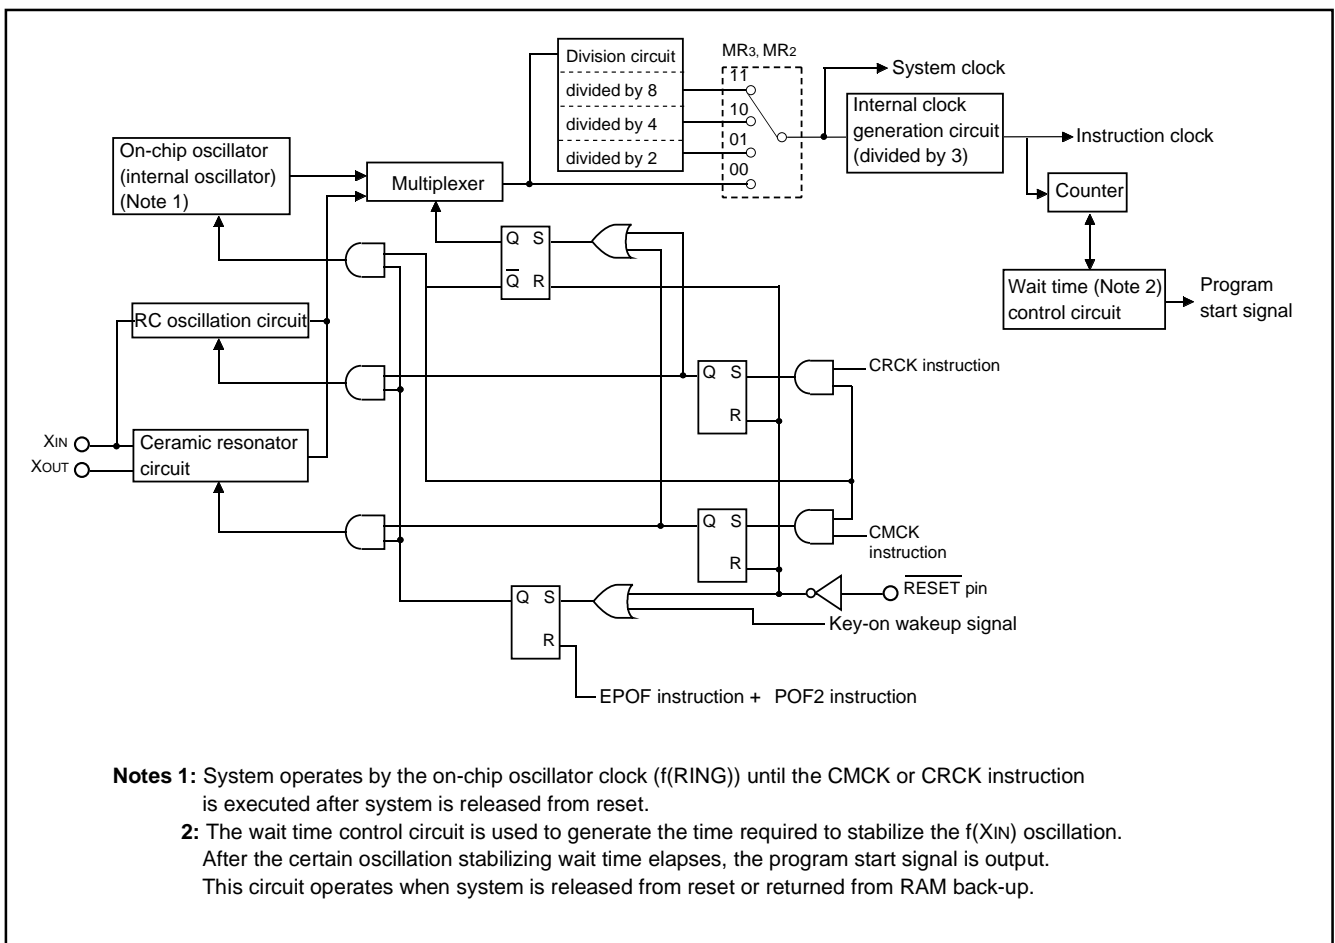 Division circuit
divided by 8
divided by 4
divided by 2
MR3, MR2
11
10
01
00
System clock
Internal clock
generation circuit
(divided by 3)
Instruction clock
Counter
Wait time (Note 2)
control circuit
Program
start signal
On-chip oscillator
(internal oscillator)
(Note 1)
Multiplexer
Q S
Q̅ R
RC oscillation circuit
Q S
R
CRCK instruction
XIN
XOUT
Ceramic resonator
circuit
Q S
R
CMCK
instruction
R̅E̅S̅E̅T̅ pin
Q S
R
Key-on wakeup signal
EPOF instruction + POF2 instruction
Notes 1: System operates by the on-chip oscillator clock (f(RING)) until the CMCK or CRCK instruction
is executed after system is released from reset.
2: The wait time control circuit is used to generate the time required to stabilize the f(XIN) oscillation.
After the certain oscillation stabilizing wait time elapses, the program start signal is output.
This circuit operates when system is released from reset or returned from RAM back-up.